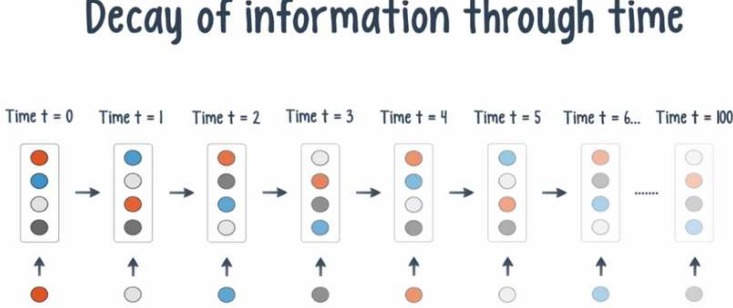 Decay of information through time
Time t = 0 Time t = 1 Time t = 2 Time t = 3 Time t = 4 Time t = 5 Time t = 6... Time t = 100
.......